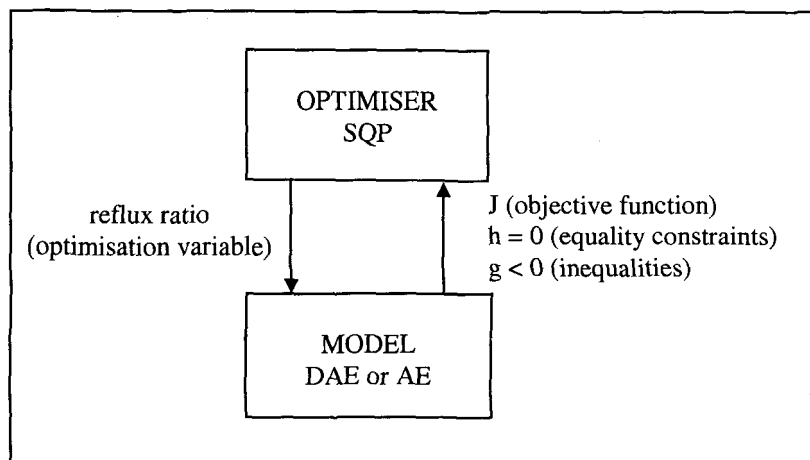 OPTIMISER
SQP
reflux ratio
(optimisation variable)
J (objective function)
h = 0 (equality constraints)
g < 0 (inequalities)
MODEL
DAE or AE